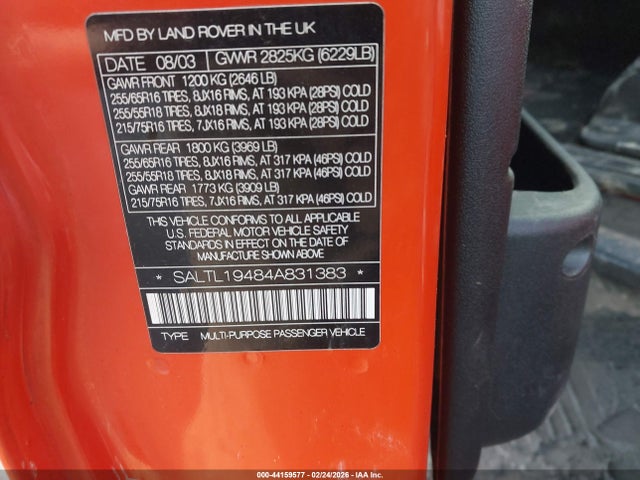 MFD BY LAND ROVER IN THE UK
DATE 08/03 GVWR 2825KG (6229LB)
GAWR FRONT 1200 KG (2646 LB)
255/65R16 TIRES, 8JX16 RIMS, AT 193 KPA (28PSI) COLD
255/55R18 TIRES, 8JX18 RIMS, AT 193 KPA (28PSI) COLD
215/75R16 TIRES, 7JX16 RIMS, AT 193 KPA (28PSI) COLD
GAWR REAR 1800 KG (3969 LB)
255/65R16 TIRES, 8JX16 RIMS, AT 317 KPA (46PSI) COLD
255/55R18 TIRES, 8JX18 RIMS, AT 317 KPA (46PSI) COLD
GAWR REAR 1773 KG (3909 LB)
215/75R16 TIRES, 7JX16 RIMS, AT 317 KPA (46PSI) COLD
THIS VEHICLE CONFORMS TO ALL APPLICABLE
U.S. FEDERAL MOTOR VEHICLE SAFETY
STANDARDS IN EFFECT ON THE DATE OF
MANUFACTURE SHOWN ABOVE
* SALTL19484A831383 *
TYPE MULTI-PURPOSE PASSENGER VEHICLE
000-44159577 - 02/24/2026 - IAAI.COM